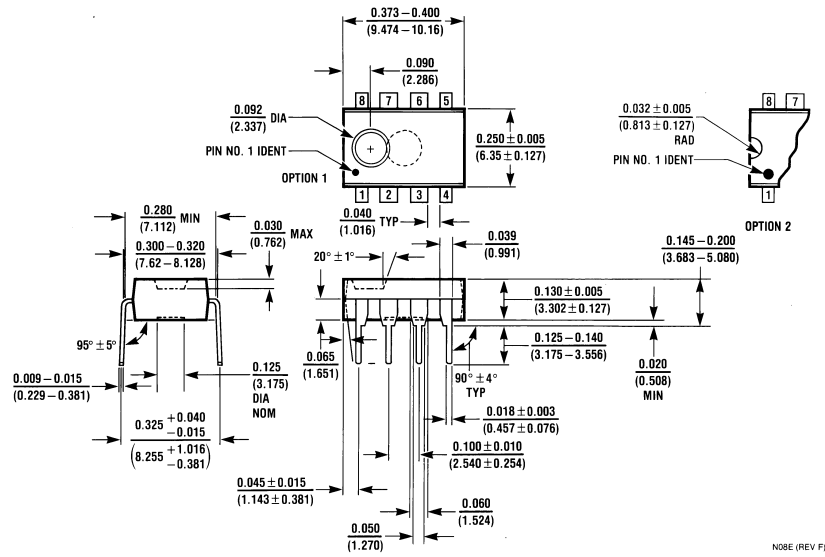 0.373–0.400
(9.474–10.16)
0.090
(2.286)
8 7 6 5
0.092 DIA
(2.337)
+
PIN NO. 1 IDENT
OPTION 1
1 2 3 4
0.250 ± 0.005
(6.35 ± 0.127)
8 7
0.032 ± 0.005
(0.813 ± 0.127)
RAD
PIN NO. 1 IDENT
1
OPTION 2
0.280 MIN
(7.112)
0.300 – 0.320
(7.62 – 8.128)
0.030 MAX
(0.762)
0.040 TYP
(1.016)
0.039
(0.991)
20° ± 1°
0.145 – 0.200
(3.683 – 5.080)
0.130 ± 0.005
(3.302 ± 0.127)
0.125 – 0.140
(3.175 – 3.556)
0.020
(0.508)
MIN
95° ± 5°
0.065
(1.651)
90° ± 4°
TYP
0.009 – 0.015
(0.229 – 0.381)
0.125
(3.175)
DIA
NOM
0.325 +0.040 –0.015
(8.255 +1.016 –0.381)
0.018 ± 0.003
(0.457 ± 0.076)
0.100 ± 0.010
(2.540 ± 0.254)
0.045 ± 0.015
(1.143 ± 0.381)
0.060
(1.524)
0.050
(1.270)
N08E (REV F)